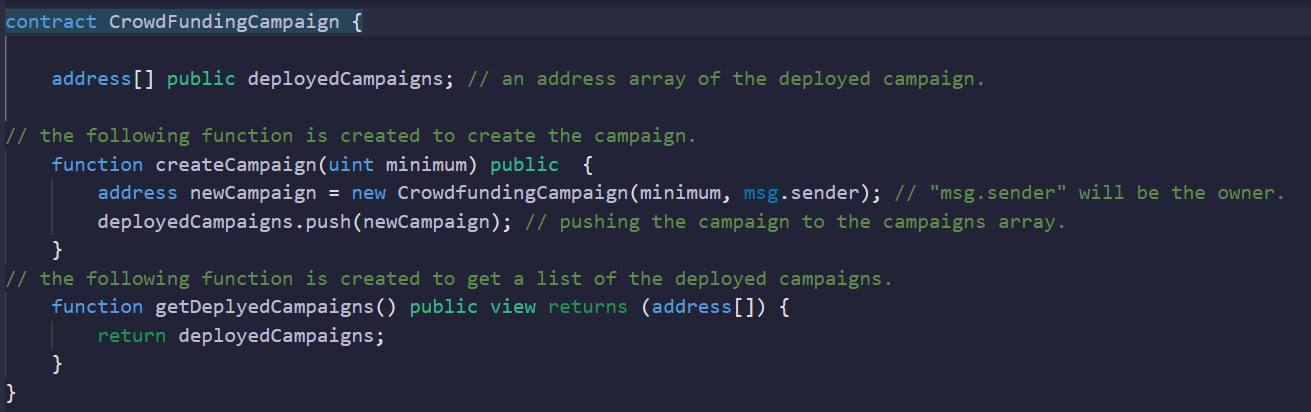 contract CrowdFundingCampaign {
address[] public deployedCampaigns; // an address array of the deployed campaign.
// the following function is created to create the campaign.
function createCampaign(uint minimum) public  {
address newCampaign = new CrowdfundingCampaign(minimum, msg.sender); // "msg.sender" will be the owner.
deployedCampaigns.push(newCampaign); // pushing the campaign to the campaigns array.
}
// the following function is created to get a list of the deployed campaigns.
function getDeplyedCampaigns() public view returns (address[]) {
return deployedCampaigns;
}
}